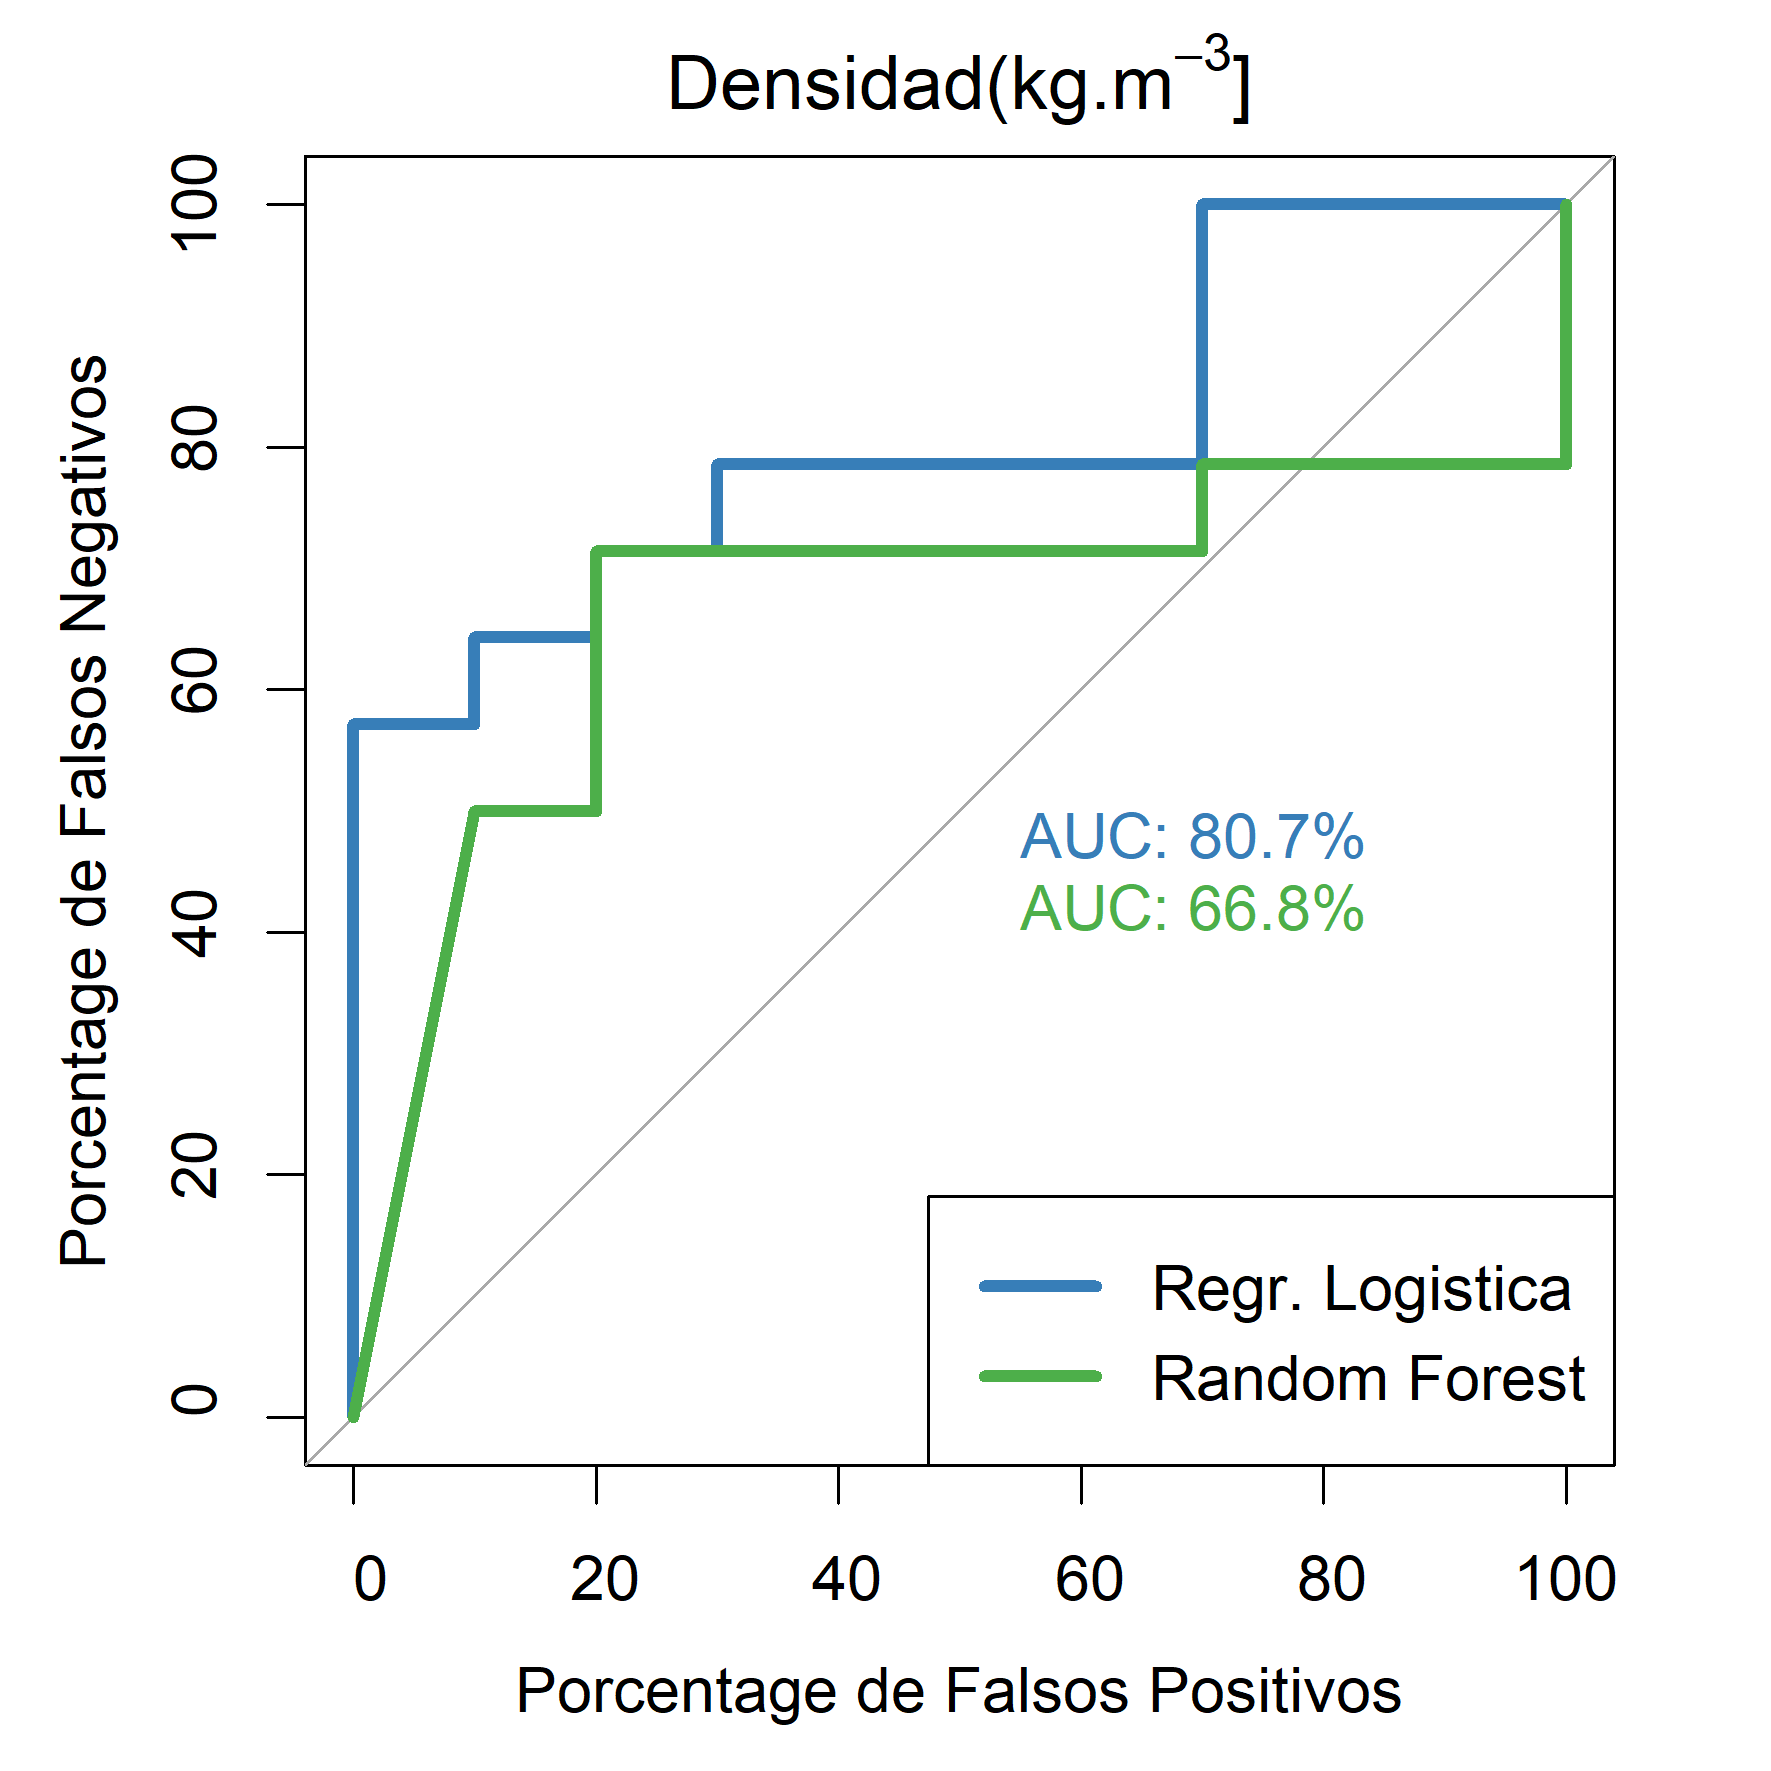 Densidad(kg.m⁻³]
Porcentage de Falsos Negativos
100
80
60
40
20
0
AUC: 80.7%
AUC: 66.8%
Regr. Logistica
Random Forest
0 20 40 60 80 100
Porcentage de Falsos Positivos